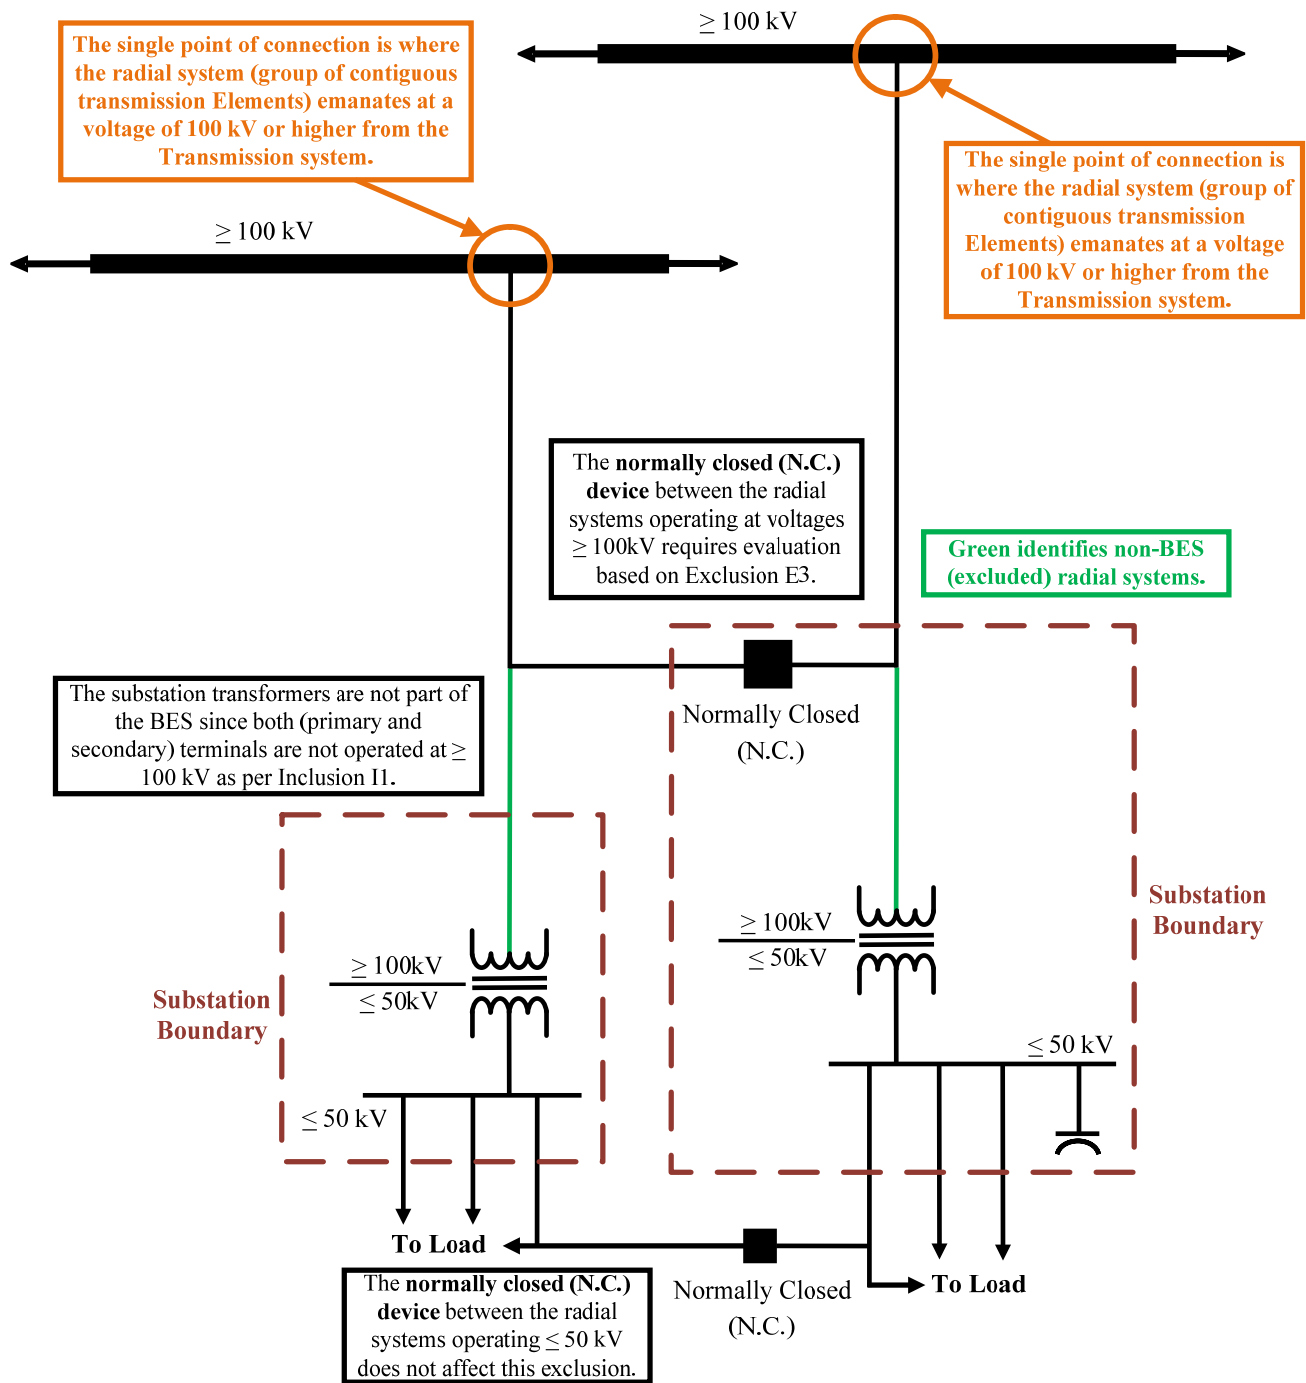 ≥ 100 kV
The single point of connection is where
the radial system (group of contiguous
transmission Elements) emanates at a
voltage of 100 kV or higher from the
Transmission system.
The single point of connection is
where the radial system (group of
contiguous transmission
Elements) emanates at a voltage
of 100 kV or higher from the
Transmission system.
≥ 100 kV
The normally closed (N.C.)
device between the radial
systems operating at voltages
≥ 100kV requires evaluation
based on Exclusion E3.
Green identifies non-BES
(excluded) radial systems.
The substation transformers are not part of
the BES since both (primary and
secondary) terminals are not operated at ≥
100 kV as per Inclusion I1.
Normally Closed
(N.C.)
Substation
Boundary
≥ 100kV
≤ 50kV
≥ 100kV
≤ 50kV
Substation
Boundary
≤ 50 kV
≤ 50 kV
To Load
To Load
Normally Closed
(N.C.)
The normally closed (N.C.)
device between the radial
systems operating ≤ 50 kV
does not affect this exclusion.